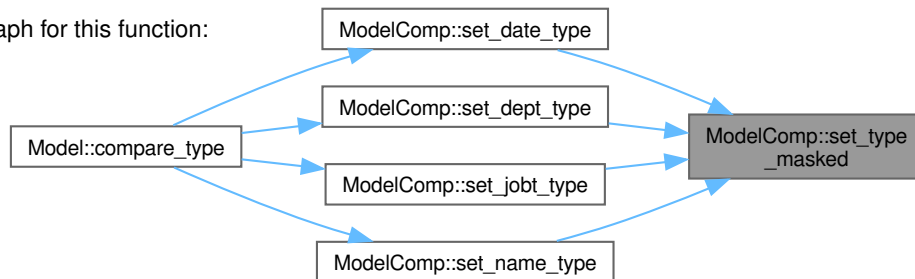 aph for this function:
ModelComp::set_date_type
ModelComp::set_dept_type
ModelComp::set_type
_masked
Model::compare_type
ModelComp::set_jobt_type
ModelComp::set_name_type